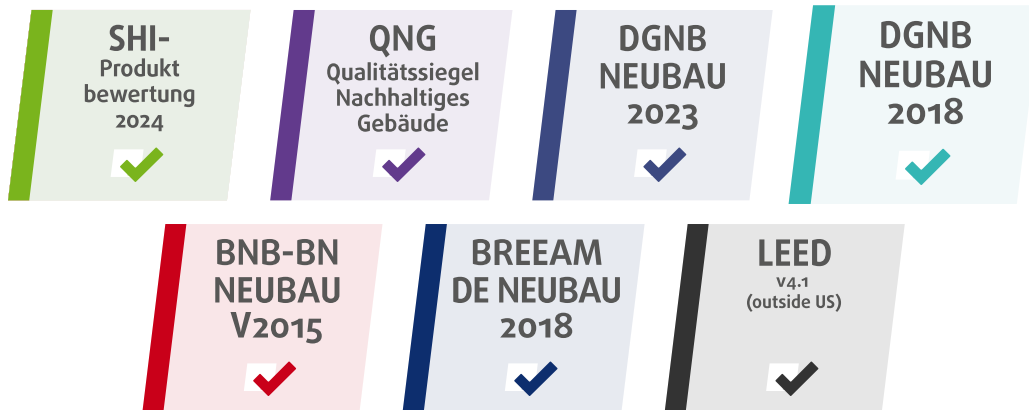 SHI-
Produkt
bewertung
2024
QNG
Qualitätssiegel
Nachhaltiges
Gebäude
DGNB
NEUBAU
2023
DGNB
NEUBAU
2018
BNB-BN
NEUBAU
V2015
BREEAM
DE NEUBAU
2018
LEED
v4.1
(outside US)